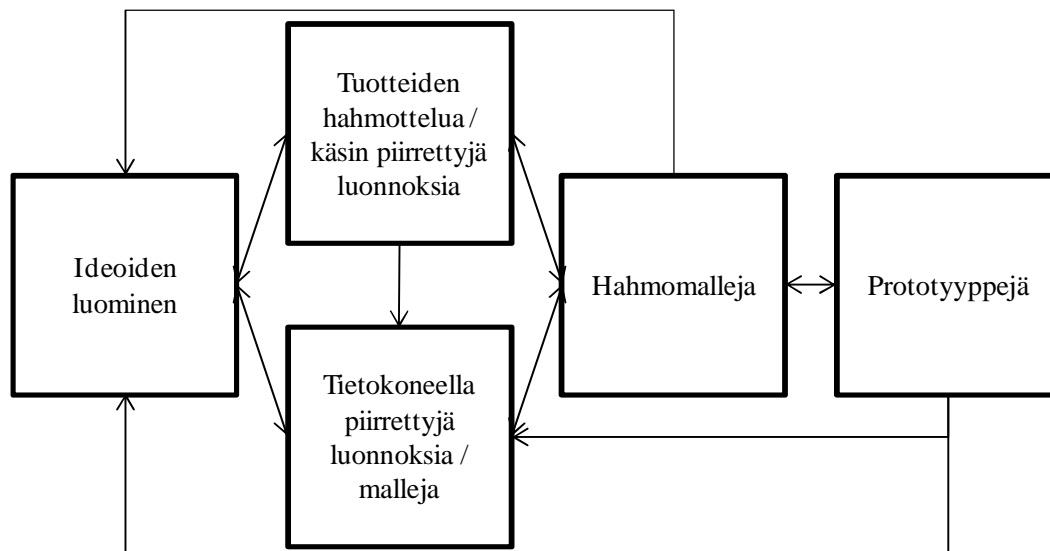 Tuotteiden
hahmottelua /
käsin piirrettyjä
luonnoksia
Ideoiden
luominen
Hahmomalleja
Prototyyppejä
Tietokoneella
piirrettyjä
luonnoksia /
malleja